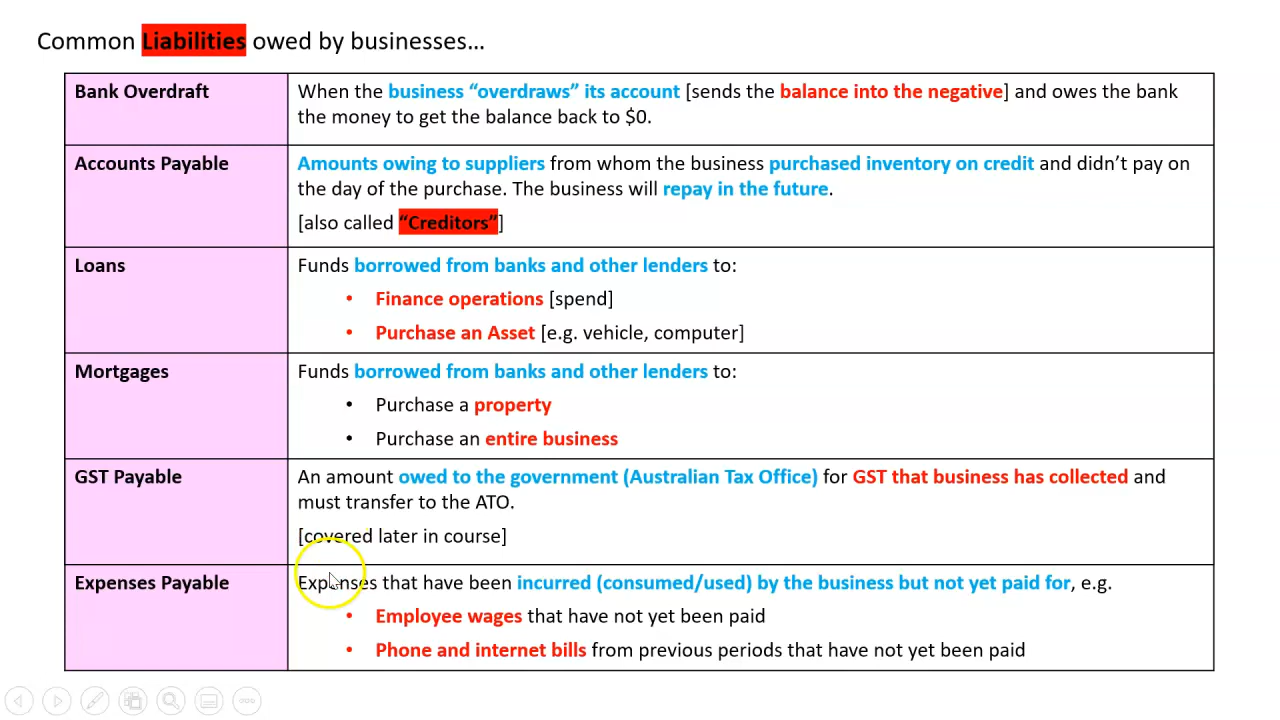 Common Liabilities owed by businesses…
Bank Overdraft
When the business “overdraws” its account [sends the balance into the negative] and owes the bank
the money to get the balance back to $0.
Accounts Payable
Amounts owing to suppliers from whom the business purchased inventory on credit and didn’t pay on
the day of the purchase. The business will repay in the future.
[also called “Creditors”]
Loans
Funds borrowed from banks and other lenders to:
• Finance operations [spend]
• Purchase an Asset [e.g. vehicle, computer]
Mortgages
Funds borrowed from banks and other lenders to:
• Purchase a property
• Purchase an entire business
GST Payable
An amount owed to the government (Australian Tax Office) for GST that business has collected and
must transfer to the ATO.
[covered later in course]
Expenses Payable
Expenses that have been incurred (consumed/used) by the business but not yet paid for, e.g.
• Employee wages that have not yet been paid
• Phone and internet bills from previous periods that have not yet been paid